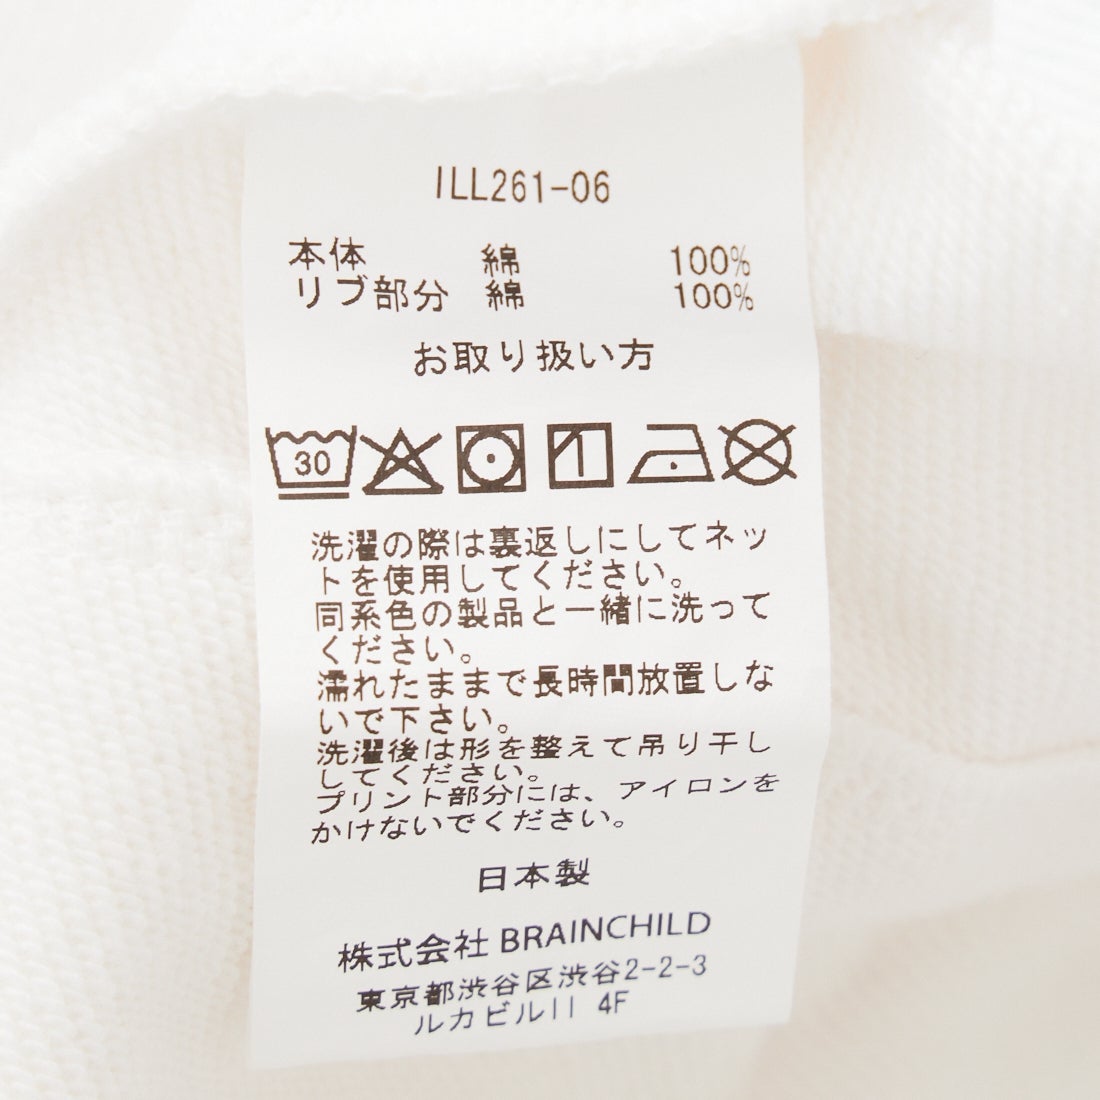 ILL261-06
本体 綿 100%
リブ部分 綿 100%
お取り扱い方
30
洗濯の際は裏返しにしてネッ
トを使用してください。
同系色の製品と一緒に洗って
ください。
濡れたままで長時間放置しな
いで下さい。
洗濯後は形を整えて吊り干し
してください。
プリント部分には、アイロンを
かけないでください。
日本製
株式会社 BRAINCHILD
東京都渋谷区渋谷2-2-3
ルカビルII 4F